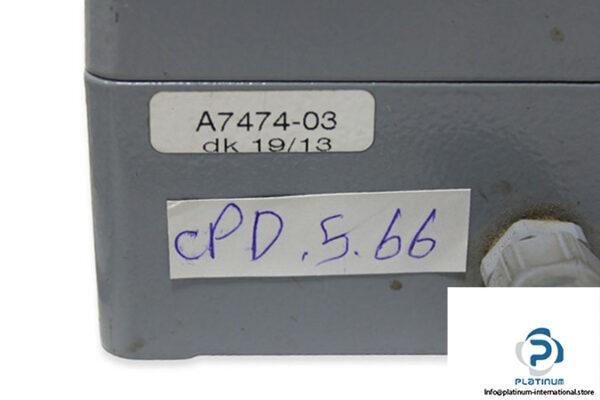 A7474-03
dk 19/13
cPD.5.66
PLATINUM
Info@platinum-international.store